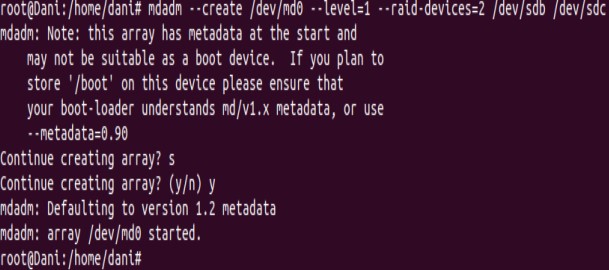 root@Dani:/home/dani# mdadm --create /dev/md0 --level=1 --raid-devices=2 /dev/sdb /dev/sdc
mdadm: Note: this array has metadata at the start and
    may not be suitable as a boot device.  If you plan to
    store '/boot' on this device please ensure that
    your boot-loader understands md/v1.x metadata, or use
    --metadata=0.90
Continue creating array? s
Continue creating array? (y/n) y
mdadm: Defaulting to version 1.2 metadata
mdadm: array /dev/md0 started.
root@Dani:/home/dani#